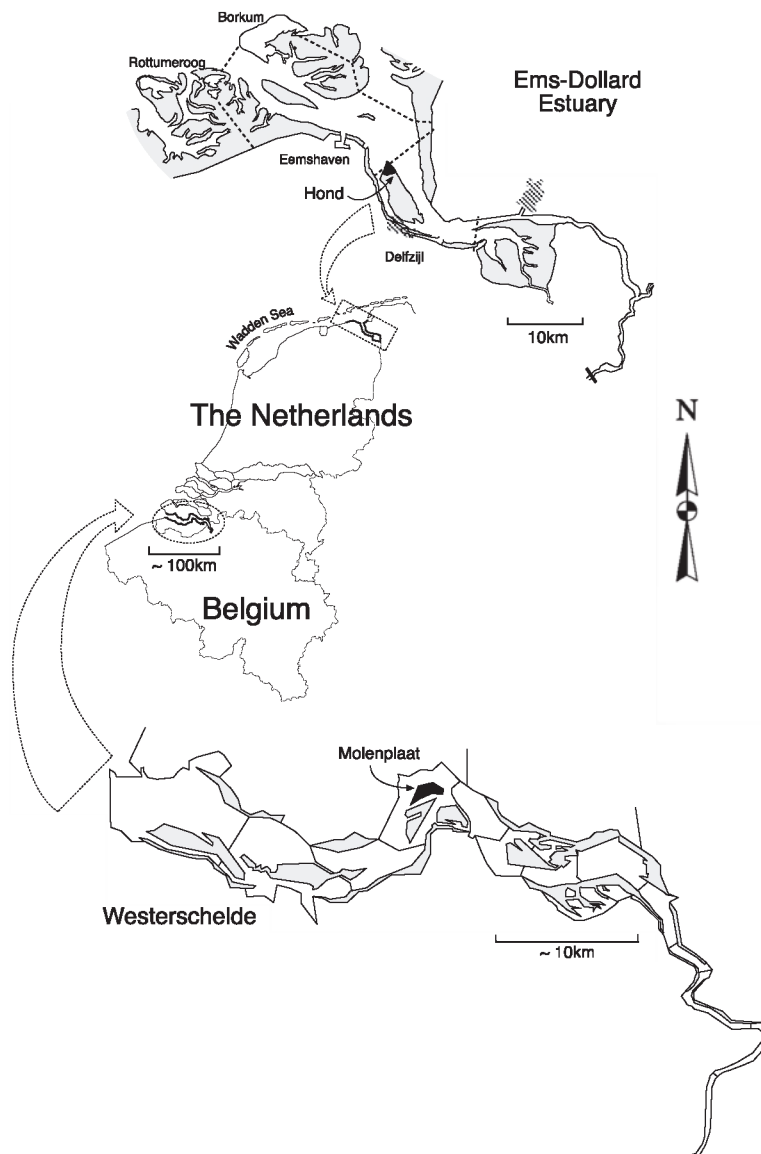 Borkum
Rottumeroog
Ems-Dollard
Estuary
Eemshaven
Hond
Delfzijl
10km
Wadden Sea
The Netherlands
N
~ 100km
Belgium
Molenplaat
Westerschelde
~ 10km